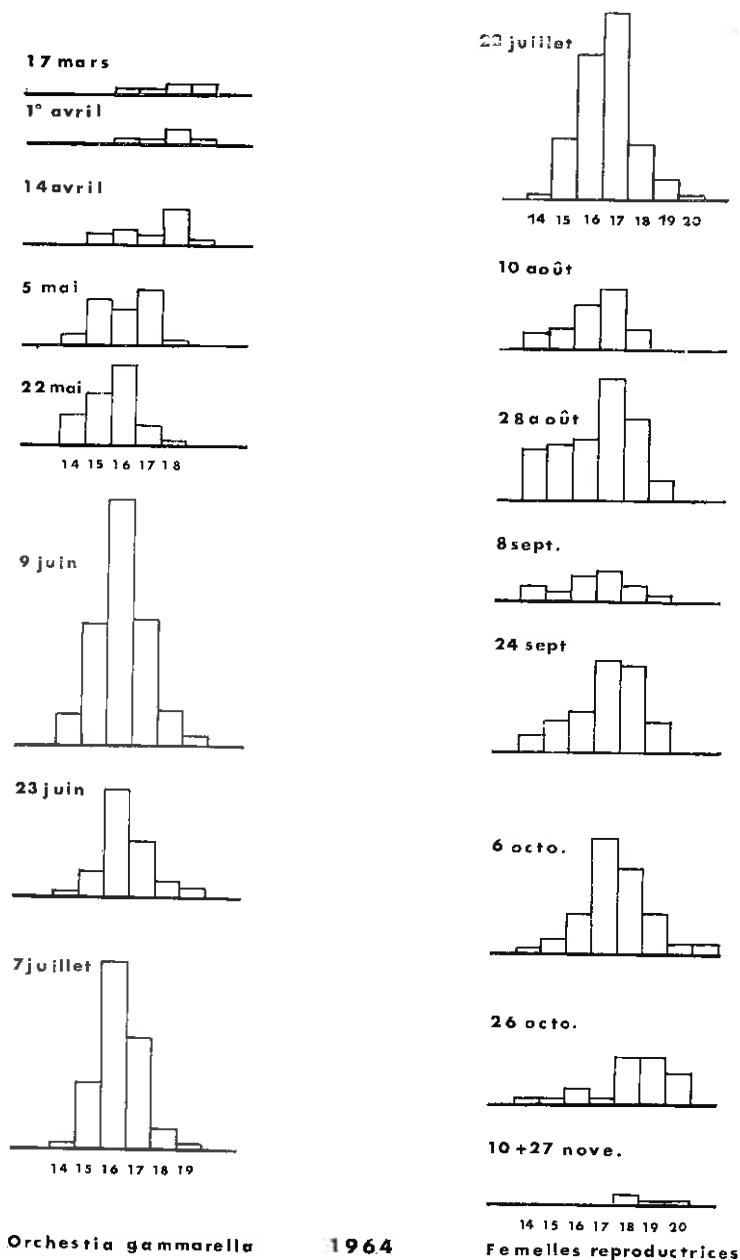 17 mars
1° avril
14 avril
5 mai
22 mai
14 15 16 17 18
9 juin
23 juin
7 juillet
14 15 16 17 18 19
22 juillet
14 15 16 17 18 19 20
10 août
28 août
8 sept.
24 sept
6 octo.
26 octo.
10+27 nove.
14 15 16 17 18 19 20
Orchestia gammarella 1964 Femelles reproductrices